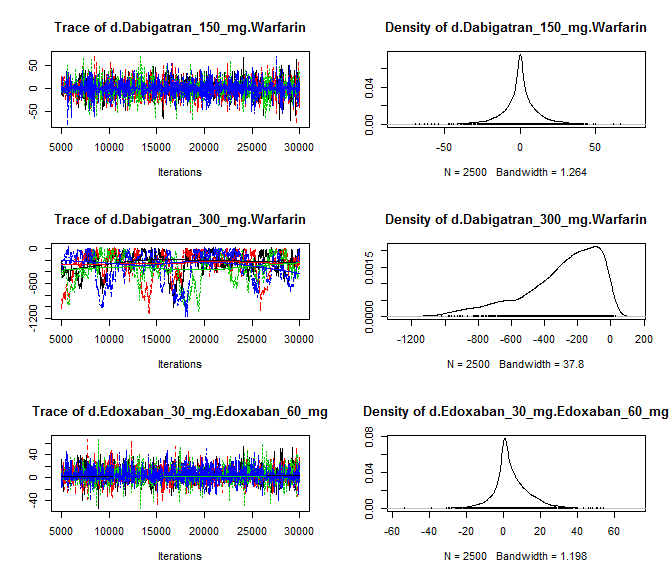 Trace of d.Dabigatran_150_mg.Warfarin
50
0
-50
5000 10000 15000 20000 25000 30000
Iterations
Density of d.Dabigatran_150_mg.Warfarin
0.04
0.00
-50 0 50
N = 2500 Bandwidth = 1.264
Trace of d.Dabigatran_300_mg.Warfarin
0
-600
-1200
5000 10000 15000 20000 25000 30000
Iterations
Density of d.Dabigatran_300_mg.Warfarin
0.0015
0.0000
-1200 -800 -600 -400 -200 0 200
N = 2500 Bandwidth = 37.8
Trace of d.Edoxaban_30_mg.Edoxaban_60_mg
40
0
-40
5000 10000 15000 20000 25000 30000
Iterations
Density of d.Edoxaban_30_mg.Edoxaban_60_mg
0.08
0.04
0.00
-60 -40 -20 0 20 40 60
N = 2500 Bandwidth = 1.198